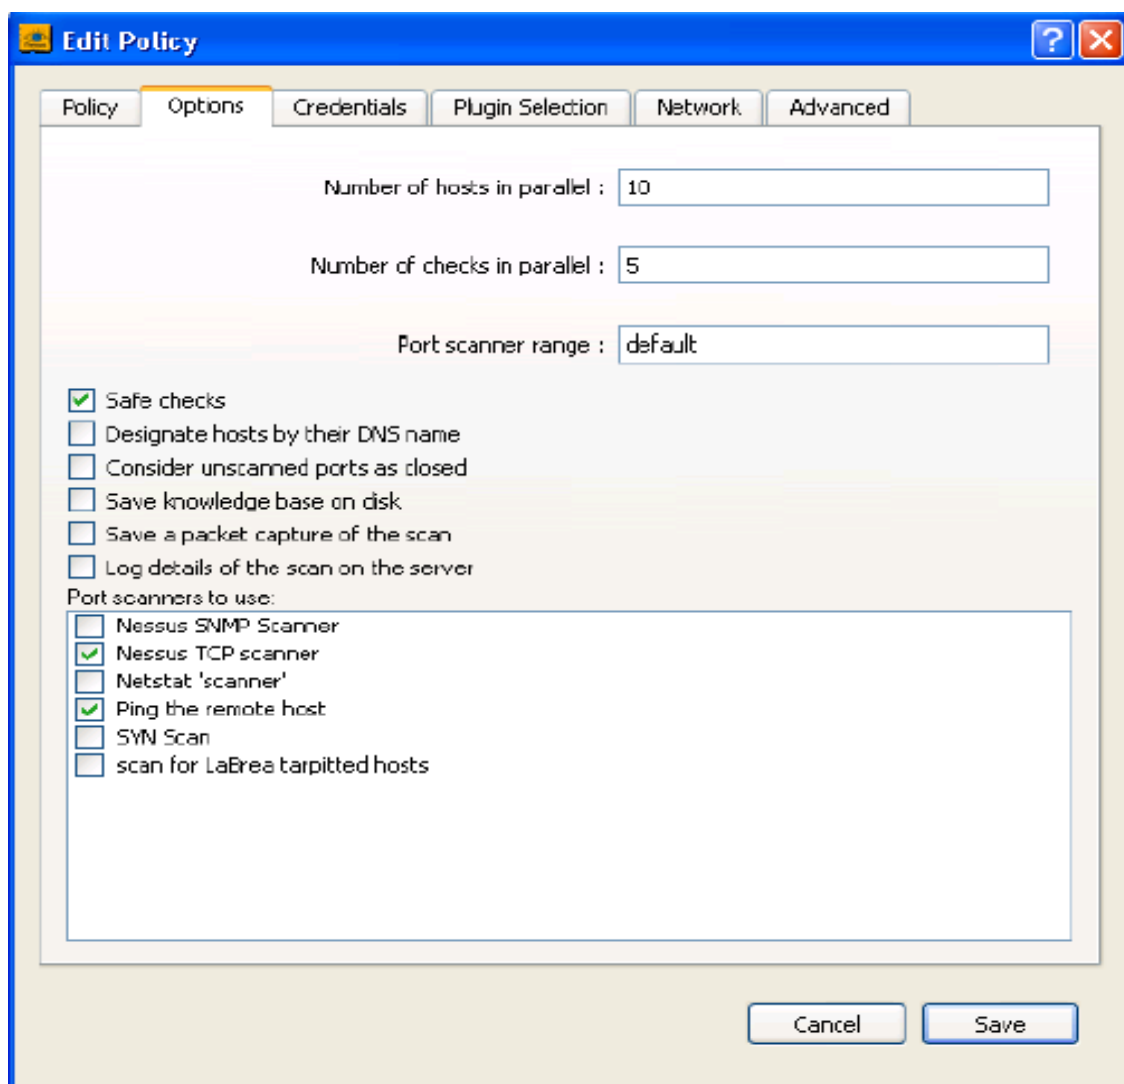 Edit Policy
Policy Options Credentials Plugin Selection Network Advanced
Number of hosts in parallel : 10
Number of checks in parallel : 5
Port scanner range : default
Safe checks
Designate hosts by their DNS name
Consider unscanned ports as closed
Save knowledge base on disk
Save a packet capture of the scan
Log details of the scan on the server
Port scanners to use:
Nessus SNMP Scanner
Nessus TCP scanner
Netstat 'scanner'
Ping the remote host
SYN Scan
scan for LaBrea tarpitted hosts
Cancel Save